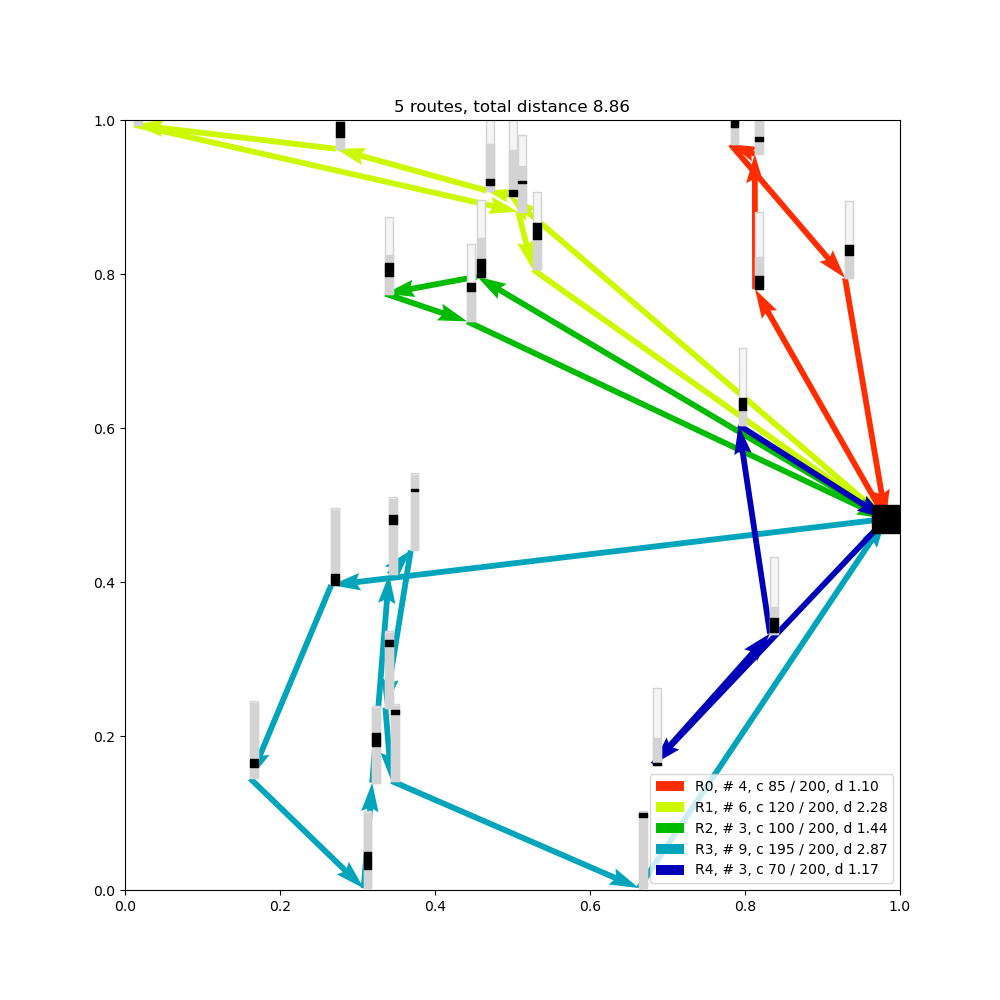 5 routes, total distance 8.86
1.0
0.8
0.6
0.4
0.2
0.0
0.0 0.2 0.4 0.6 0.8 1.0
R0, # 4, c 85 / 200, d 1.10
R1, # 6, c 120 / 200, d 2.28
R2, # 3, c 100 / 200, d 1.44
R3, # 9, c 195 / 200, d 2.87
R4, # 3, c 70 / 200, d 1.17